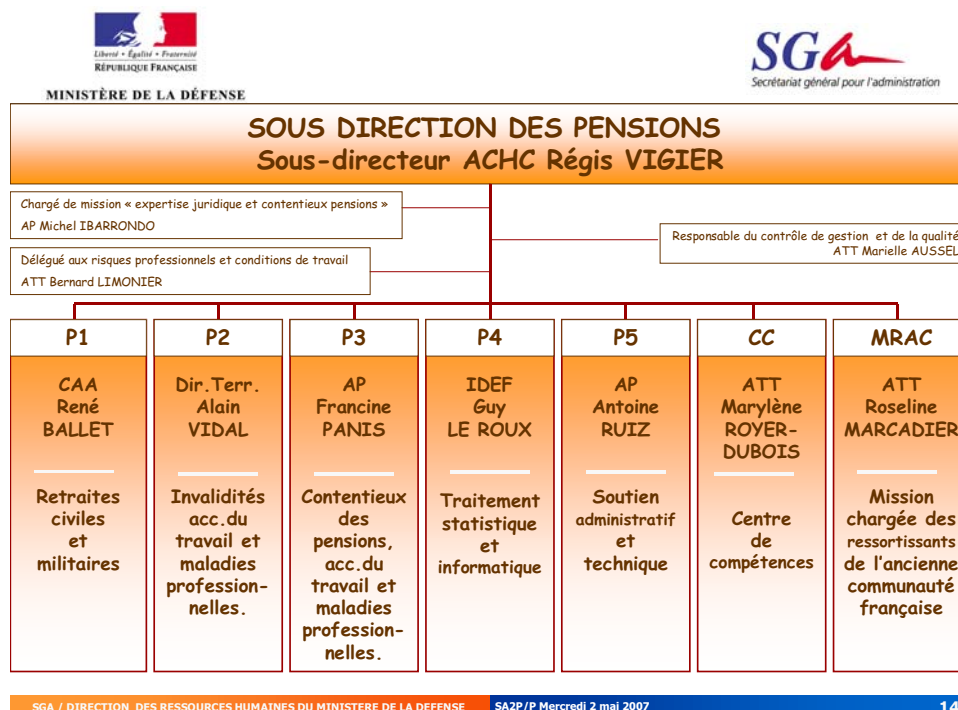 Liberté • Égalité • Fraternité
RÉPUBLIQUE FRANÇAISE
MINISTÈRE DE LA DÉFENSE
SGA
Secrétariat général pour l'administration
SOUS DIRECTION DES PENSIONS
Sous-directeur ACHC Régis VIGIER
Chargé de mission « expertise juridique et contentieux pensions »
AP Michel IBARRONDO
Responsable du contrôle de gestion et de la qualité
ATT Marielle AUSSEL
Délégué aux risques professionnels et conditions de travail
ATT Bernard LIMONIER
P1
CAA
René
BALLET
Retraites
civiles
et
militaires
P2
Dir.Terr.
Alain
VIDAL
Invalidités
acc.du
travail et
maladies
profession-
nelles.
P3
AP
Francine
PANIS
Contentieux
des
pensions,
acc.du
travail et
maladies
profession-
nelles.
P4
IDEF
Guy
LE ROUX
Traitement
statistique
et
informatique
P5
AP
Antoine
RUIZ
Soutien
administratif
et
technique
CC
ATT
Marylène
ROYER-
DUBOIS
Centre
de
compétences
MRAC
ATT
Roseline
MARCADIER
Mission
chargée des
ressortissants
de l'ancienne
communauté
française
SGA / DIRECTION DES RESSOURCES HUMAINES DU MINISTERE DE LA DEFENSE
SA2P/P Mercredi 2 mai 2007
14